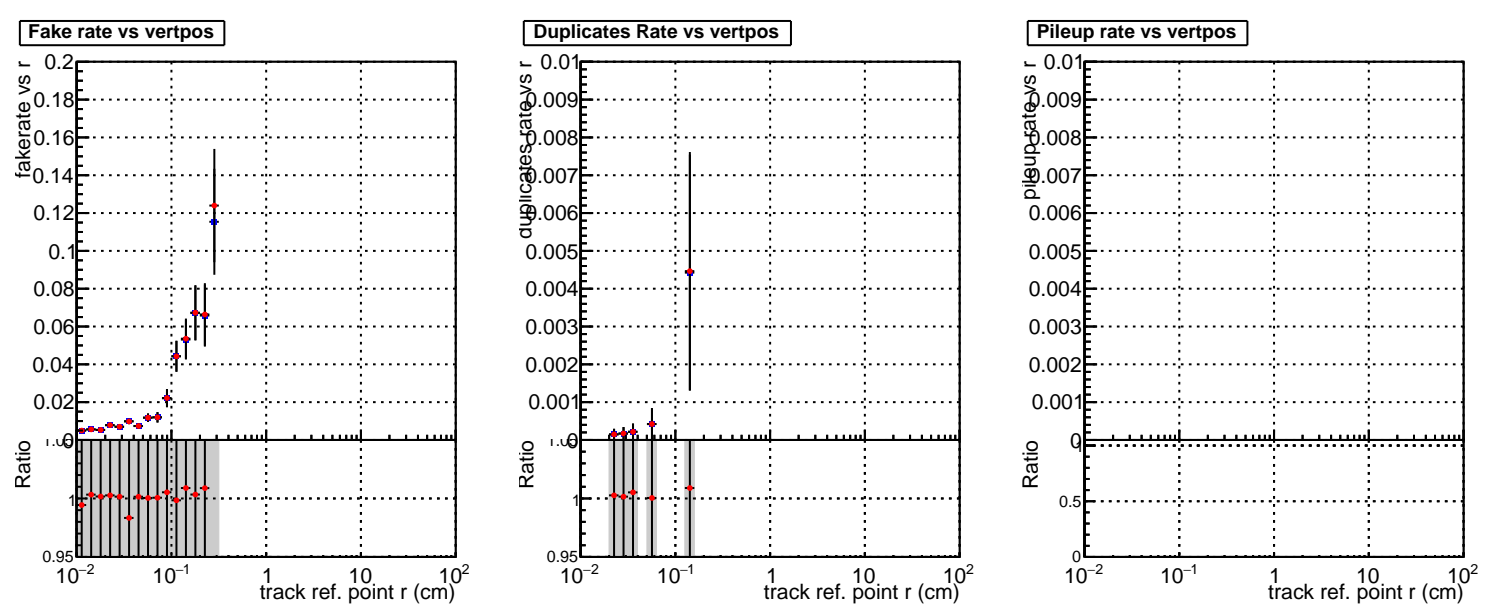 Fake rate vs vertpos
fakerate vs r
0.2
0.18
0.16
0.14
0.12
0.1
0.08
0.06
0.04
0.02
Ratio
1
0.95
10⁻² 10⁻¹ 1 10 10²
track ref. point r (cm)
Duplicates Rate vs vertpos
duplicates rate vs r
0.01
0.009
0.008
0.007
0.006
0.005
0.004
0.003
0.002
0.001
Ratio
1
0.95
10⁻² 10⁻¹ 1 10 10²
track ref. point r (cm)
Pileup rate vs vertpos
pileup rate vs r
0.01
0.009
0.008
0.007
0.006
0.005
0.004
0.003
0.002
0.001
0
Ratio
1
0.5
0
10⁻² 10⁻¹ 1 10 10²
track ref. point r (cm)